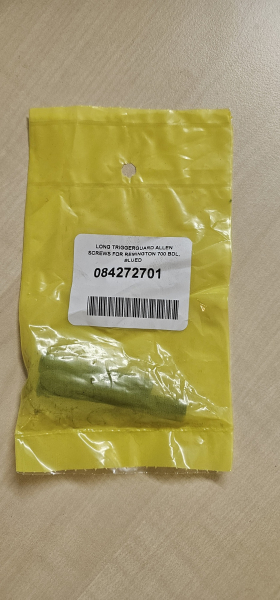 LONG TRIGGERGUARD ALLEN
SCREWS FOR REMINGTON 700 BDL,
BLUED
084272701